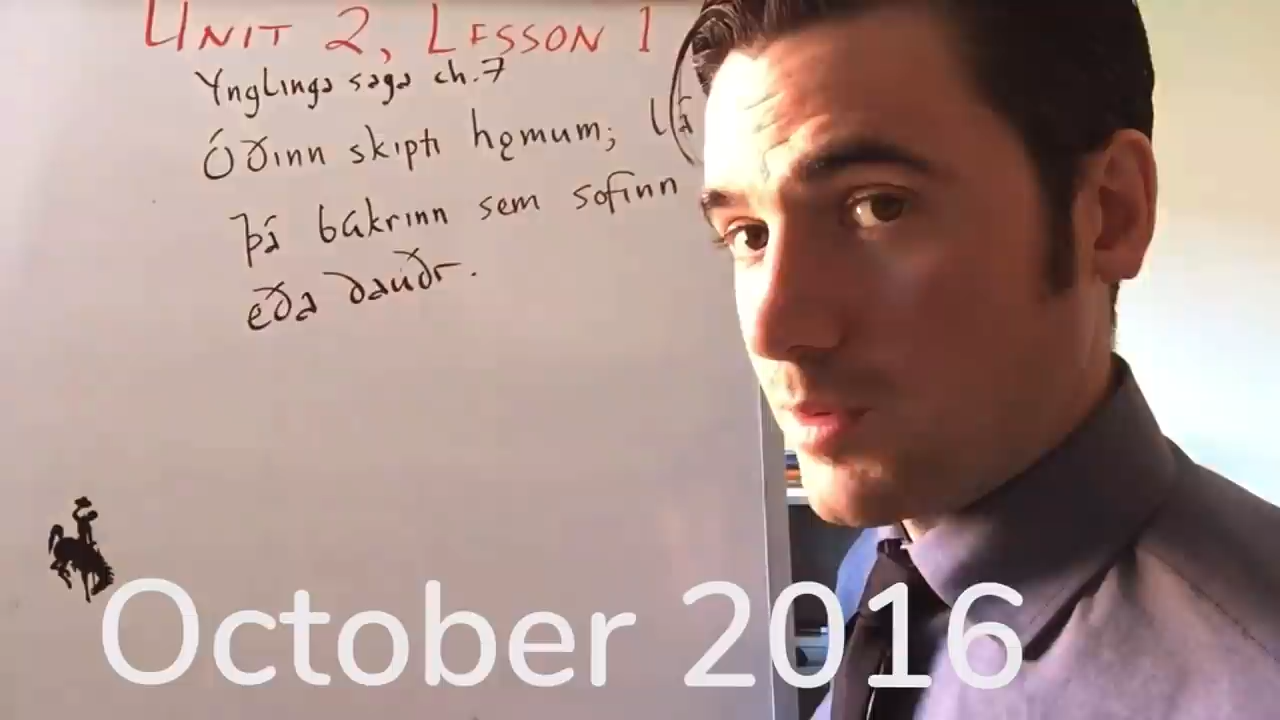 UNIT 2, LESSON 1
Ynglinga saga ch.7
Óðinn skipti hǫmum; lá
þá bukrinn sem sofinn
eða dauðr.
October 2016